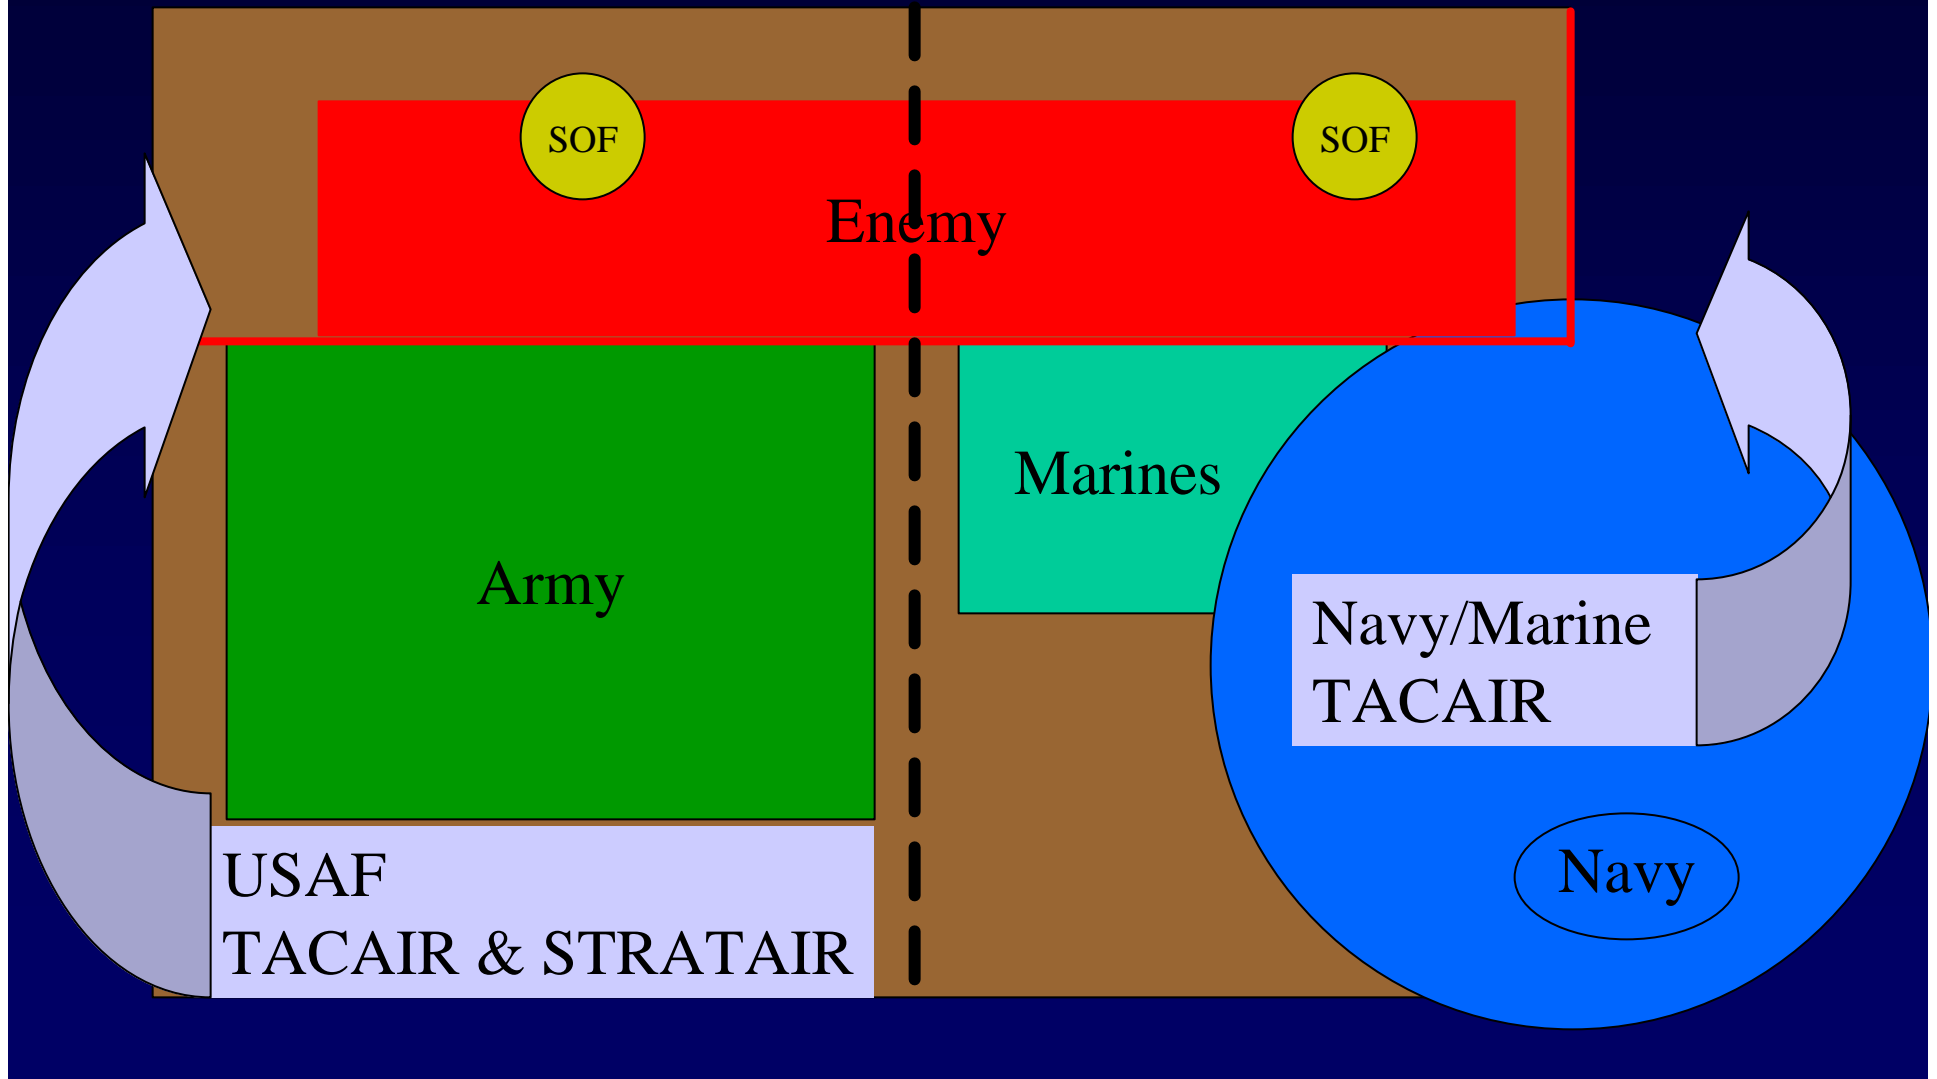 SOF
SOF
Enemy
Marines
Army
Navy/Marine
TACAIR
Navy
USAF
TACAIR & STRATAIR